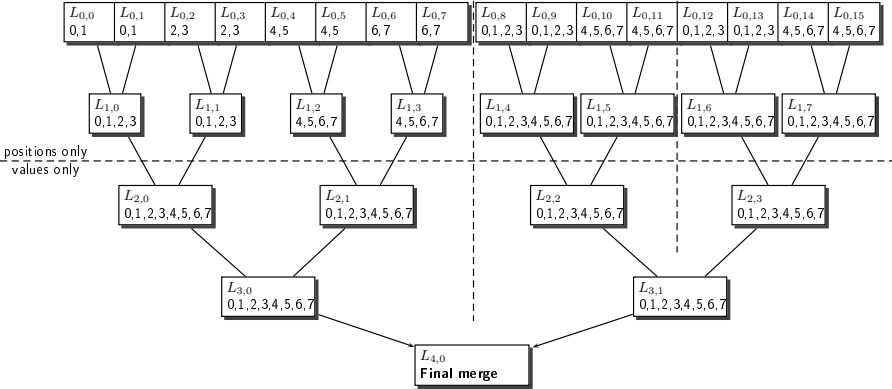 L0,0 L0,1 L0,2 L0,3 L0,4 L0,5 L0,6 L0,7 L0,8 L0,9 L0,10 L0,11 L0,12 L0,13 L0,14 L0,15
0,1 0,1 2,3 2,3 4,5 4,5 6,7 6,7 0,1,2,3 0,1,2,3 4,5,6,7 4,5,6,7 0,1,2,3 0,1,2,3 4,5,6,7 4,5,6,7
L1,0 L1,1 L1,2 L1,3 L1,4 L1,5 L1,6 L1,7
0,1,2,3 0,1,2,3 4,5,6,7 4,5,6,7 0,1,2,3,4,5,6,7 0,1,2,3,4,5,6,7 0,1,2,3,4,5,6,7 0,1,2,3,4,5,6,7
positions only
values only
L2,0 L2,1 L2,2 L2,3
0,1,2,3,4,5,6,7 0,1,2,3,4,5,6,7 0,1,2,3,4,5,6,7 0,1,2,3,4,5,6,7
L3,0 L3,1
0,1,2,3,4,5,6,7 0,1,2,3,4,5,6,7
L4,0
Final merge